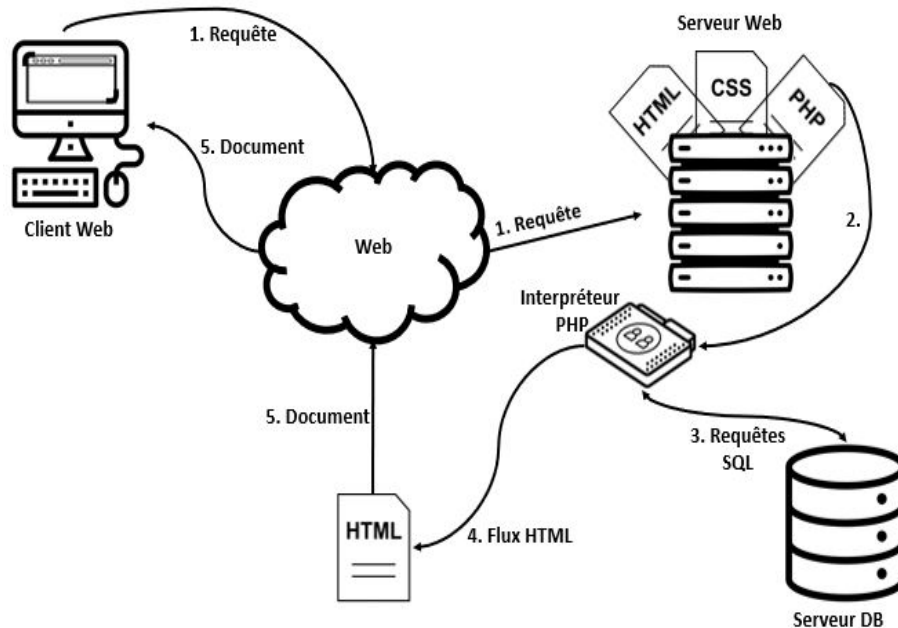 1. Requête
Serveur Web
HTML
CSS
PHP
5. Document
Client Web
Web
1. Requête
2.
Interpréteur
PHP
5. Document
3. Requêtes
SQL
HTML
4. Flux HTML
Serveur DB